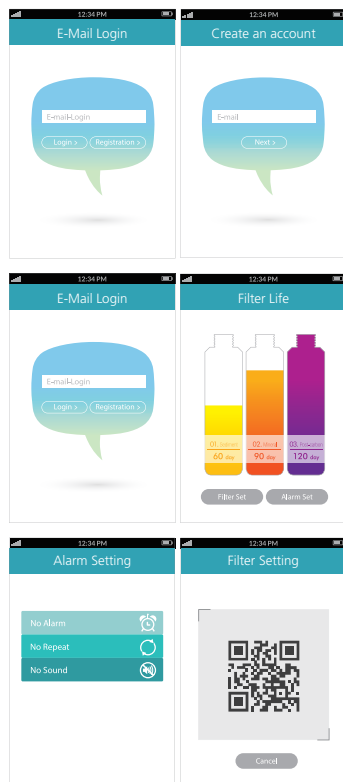 12:34 PM
E-Mail Login
E-mail-Login
Login >
Registration >
12:34 PM
Create an account
E-mail
Next >
12:34 PM
E-Mail Login
E-mail-Login
Login >
Registration >
12:34 PM
Filter Life
01.
60 day
02.
90 day
03.
120 day
Filter Set
Alarm Set
12:34 PM
Alarm Setting
No Alarm
No Repeat
No Sound
12:34 PM
Filter Setting
Cancel